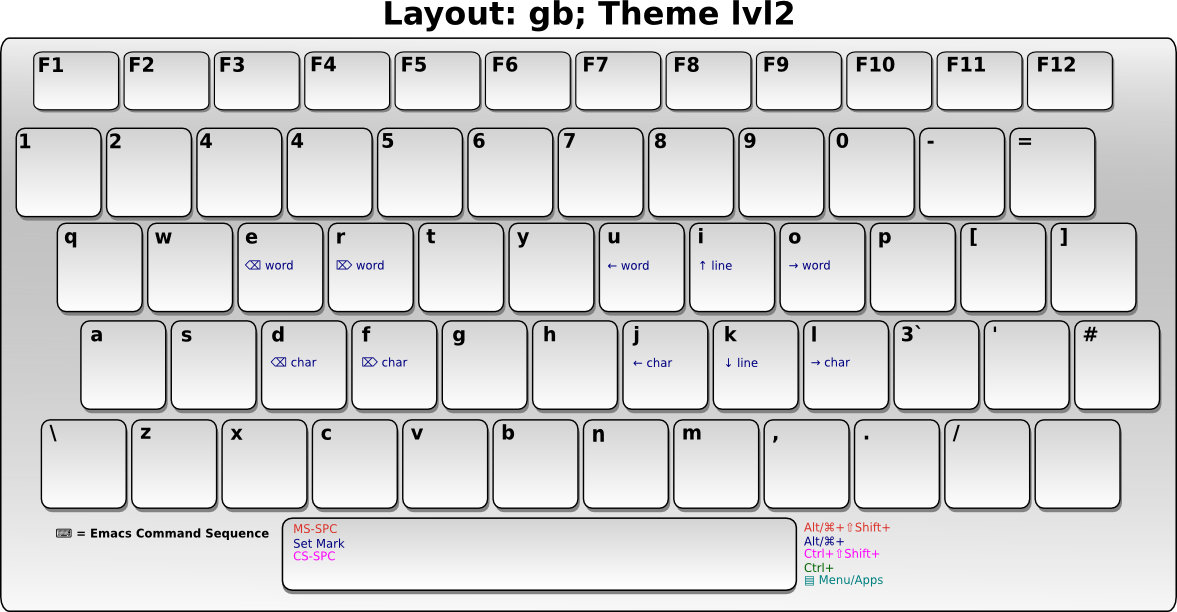 Layout: gb; Theme lvl2
F1 F2 F3 F4 F5 F6 F7 F8 F9 F10 F11 F12
1 2 4 4 5 6 7 8 9 0 - =
q w e r t y u i o p [ ]
⌫ word ⌦ word ← word ↑ line → word
a s d f g h j k l 3` ' #
⌫ char ⌦ char ← char ↓ line → char
\ z x c v b n m , . /
⌨ = Emacs Command Sequence
MS-SPC
Set Mark
CS-SPC
Alt/⌘+⇧Shift+
Alt/⌘+
Ctrl+⇧Shift+
Ctrl+
▤ Menu/Apps